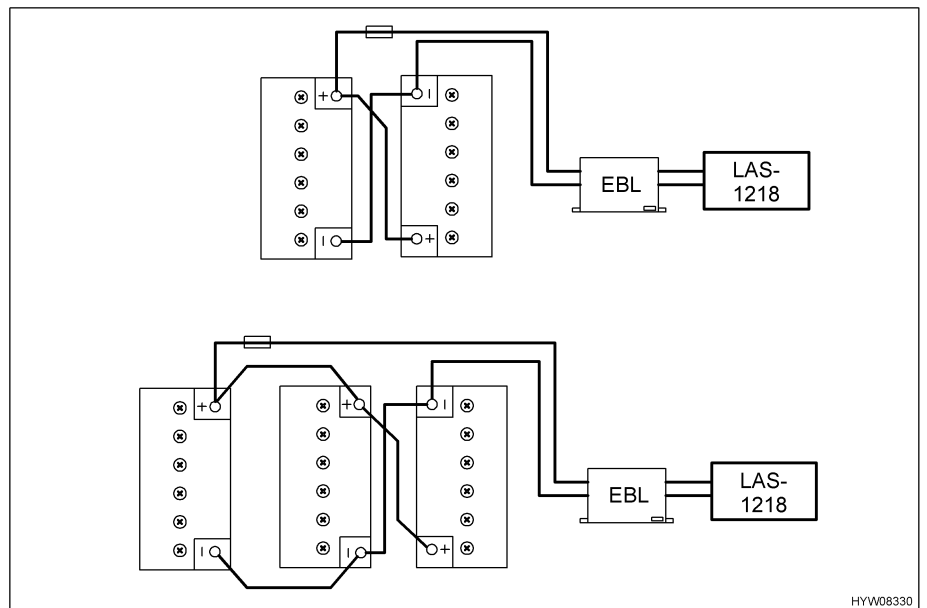 +
I
EBL
LAS-
1218
I
+
+
+
I
EBL
LAS-
1218
I
I
+
HYW08330